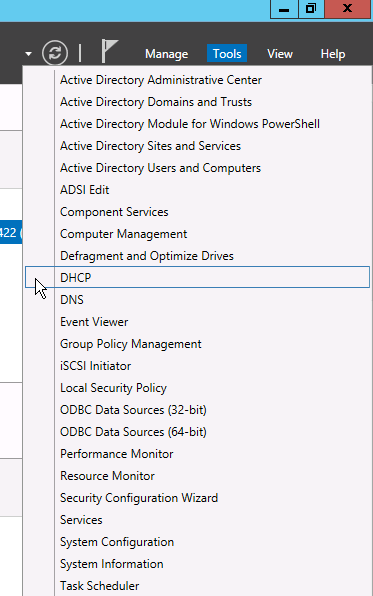 Manage Tools View Help
Active Directory Administrative Center
Active Directory Domains and Trusts
Active Directory Module for Windows PowerShell
Active Directory Sites and Services
Active Directory Users and Computers
ADSI Edit
Component Services
422 (
Computer Management
Defragment and Optimize Drives
DHCP
DNS
Event Viewer
Group Policy Management
iSCSI Initiator
Local Security Policy
ODBC Data Sources (32-bit)
ODBC Data Sources (64-bit)
Performance Monitor
Resource Monitor
Security Configuration Wizard
Services
System Configuration
System Information
Task Scheduler